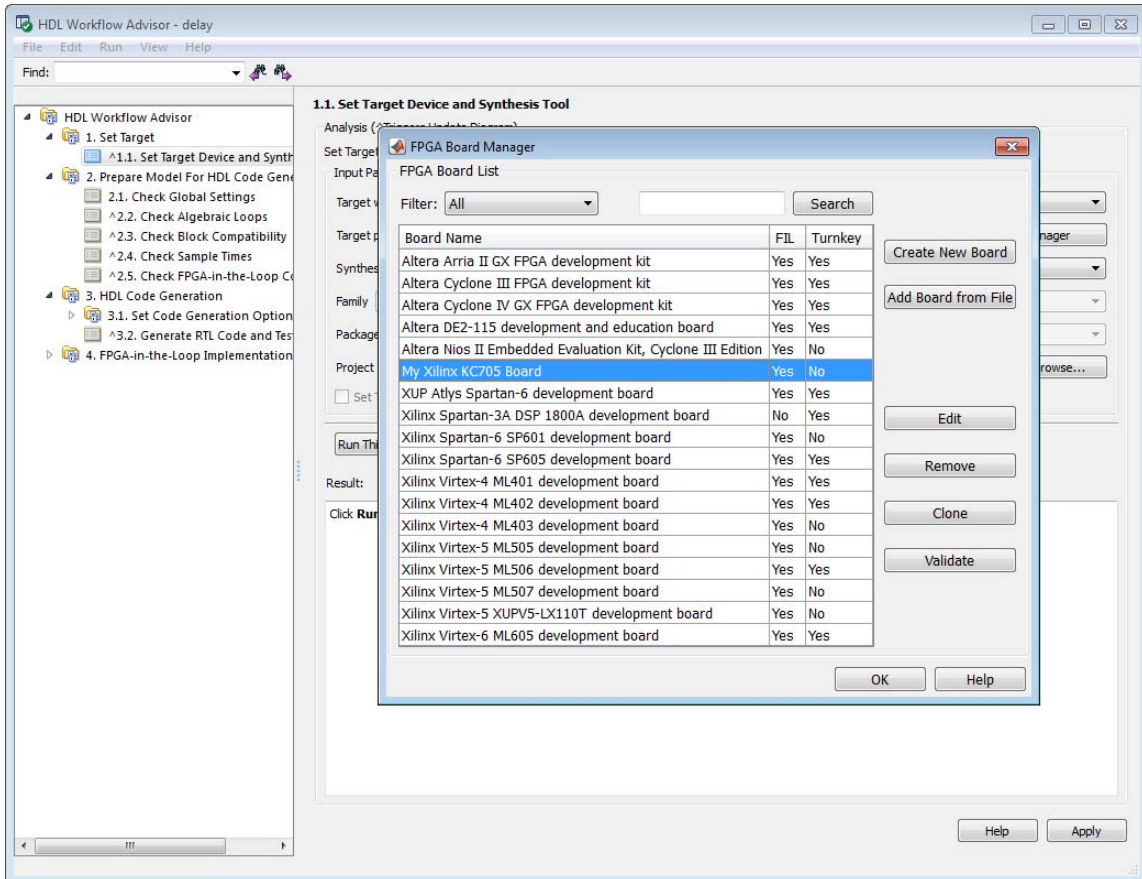 HDL Workflow Advisor - delay
File Edit Run View Help
Find:
HDL Workflow Advisor
1. Set Target
^1.1. Set Target Device and Synth
2. Prepare Model For HDL Code Gene
2.1. Check Global Settings
^2.2. Check Algebraic Loops
^2.3. Check Block Compatibility
^2.4. Check Sample Times
^2.5. Check FPGA-in-the-Loop Co
3. HDL Code Generation
3.1. Set Code Generation Option
^3.2. Generate RTL Code and Tes
4. FPGA-in-the-Loop Implementation
1.1. Set Target Device and Synthesis Tool
Analysis (^Triggers Update Diagram)
Set Target
Input Pa
Target w
Target p
nager
Synthes
Family
Package
Project
rowse...
Set T
Run Thi
Result:
Click Run
FPGA Board Manager
FPGA Board List
Filter: All Search
Board Name FIL Turnkey
Altera Arria II GX FPGA development kit Yes Yes
Altera Cyclone III FPGA development kit Yes Yes
Altera Cyclone IV GX FPGA development kit Yes Yes
Altera DE2-115 development and education board Yes Yes
Altera Nios II Embedded Evaluation Kit, Cyclone III Edition Yes No
My Xilinx KC705 Board Yes No
XUP Atlys Spartan-6 development board Yes Yes
Xilinx Spartan-3A DSP 1800A development board No Yes
Xilinx Spartan-6 SP601 development board Yes No
Xilinx Spartan-6 SP605 development board Yes Yes
Xilinx Virtex-4 ML401 development board Yes Yes
Xilinx Virtex-4 ML402 development board Yes Yes
Xilinx Virtex-4 ML403 development board Yes No
Xilinx Virtex-5 ML505 development board Yes No
Xilinx Virtex-5 ML506 development board Yes Yes
Xilinx Virtex-5 ML507 development board Yes No
Xilinx Virtex-5 XUPV5-LX110T development board Yes No
Xilinx Virtex-6 ML605 development board Yes Yes
Create New Board
Add Board from File
Edit
Remove
Clone
Validate
OK Help
Help Apply